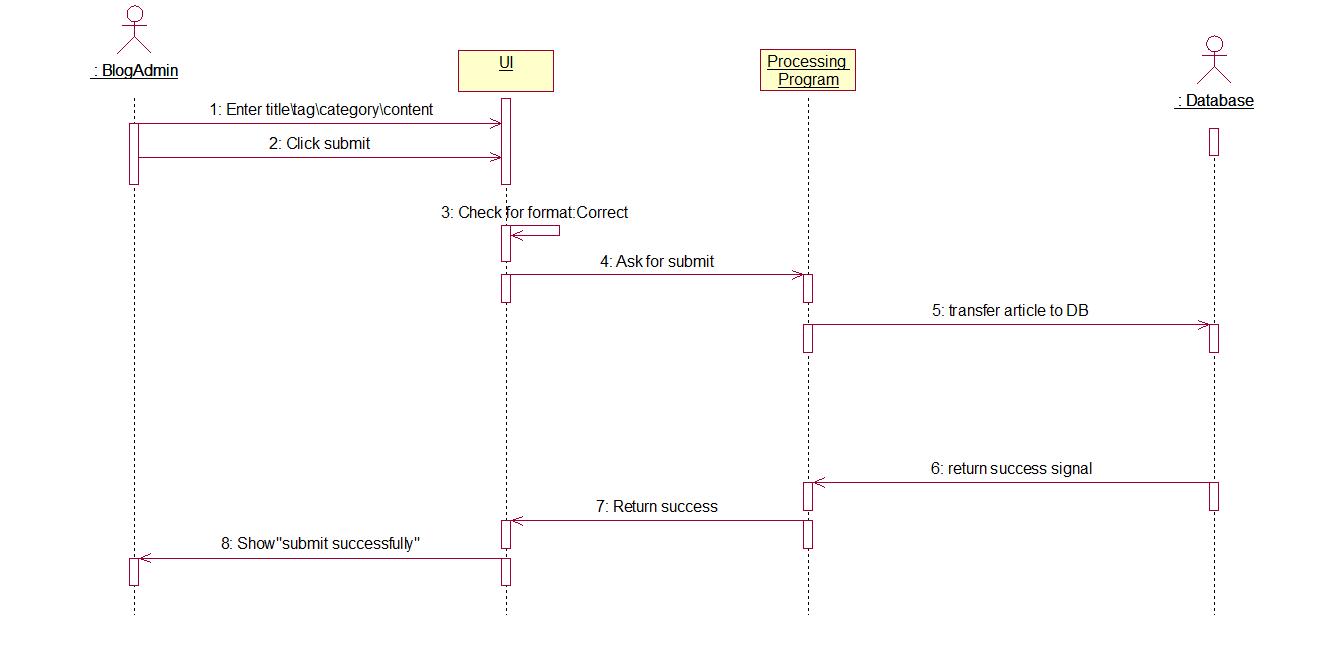 : BlogAdmin
UI
Processing
Program
: Database
1: Enter title\tag\category\content
2: Click submit
3: Check for format:Correct
4: Ask for submit
5: transfer article to DB
6: return success signal
7: Return success
8: Show"submit successfully"